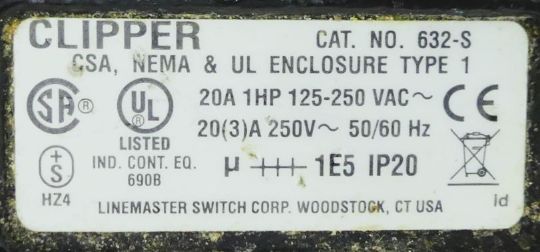 CLIPPER CAT. NO. 632-S
CSA, NEMA & UL ENCLOSURE TYPE 1
SA ® UL ® 20A 1HP 125-250 VAC~ CE
LISTED 20(3)A 250V~ 50/60 Hz
+S IND. CONT. EQ. µ 1E5 IP20
HZ4 690B
LINEMASTER SWITCH CORP. WOODSTOCK, CT USA id